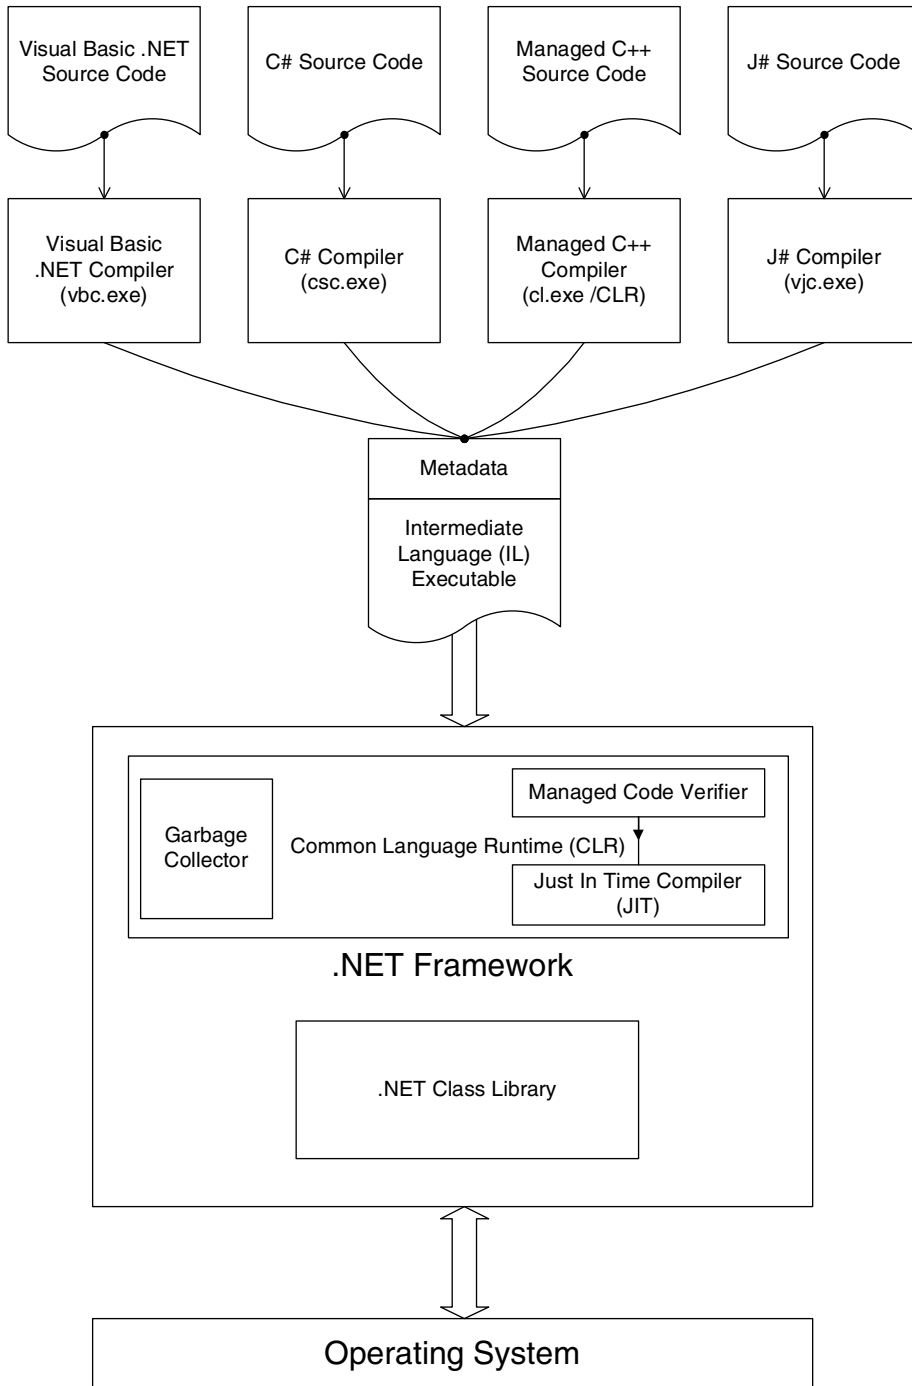 Visual Basic .NET
Source Code
C# Source Code
Managed C++
Source Code
J# Source Code
Visual Basic
.NET Compiler
(vbc.exe)
C# Compiler
(csc.exe)
Managed C++
Compiler
(cl.exe /CLR)
J# Compiler
(vjc.exe)
Metadata
Intermediate
Language (IL)
Executable
Garbage
Collector
Common Language Runtime (CLR)
Managed Code Verifier
Just In Time Compiler
(JIT)
.NET Framework
.NET Class Library
Operating System